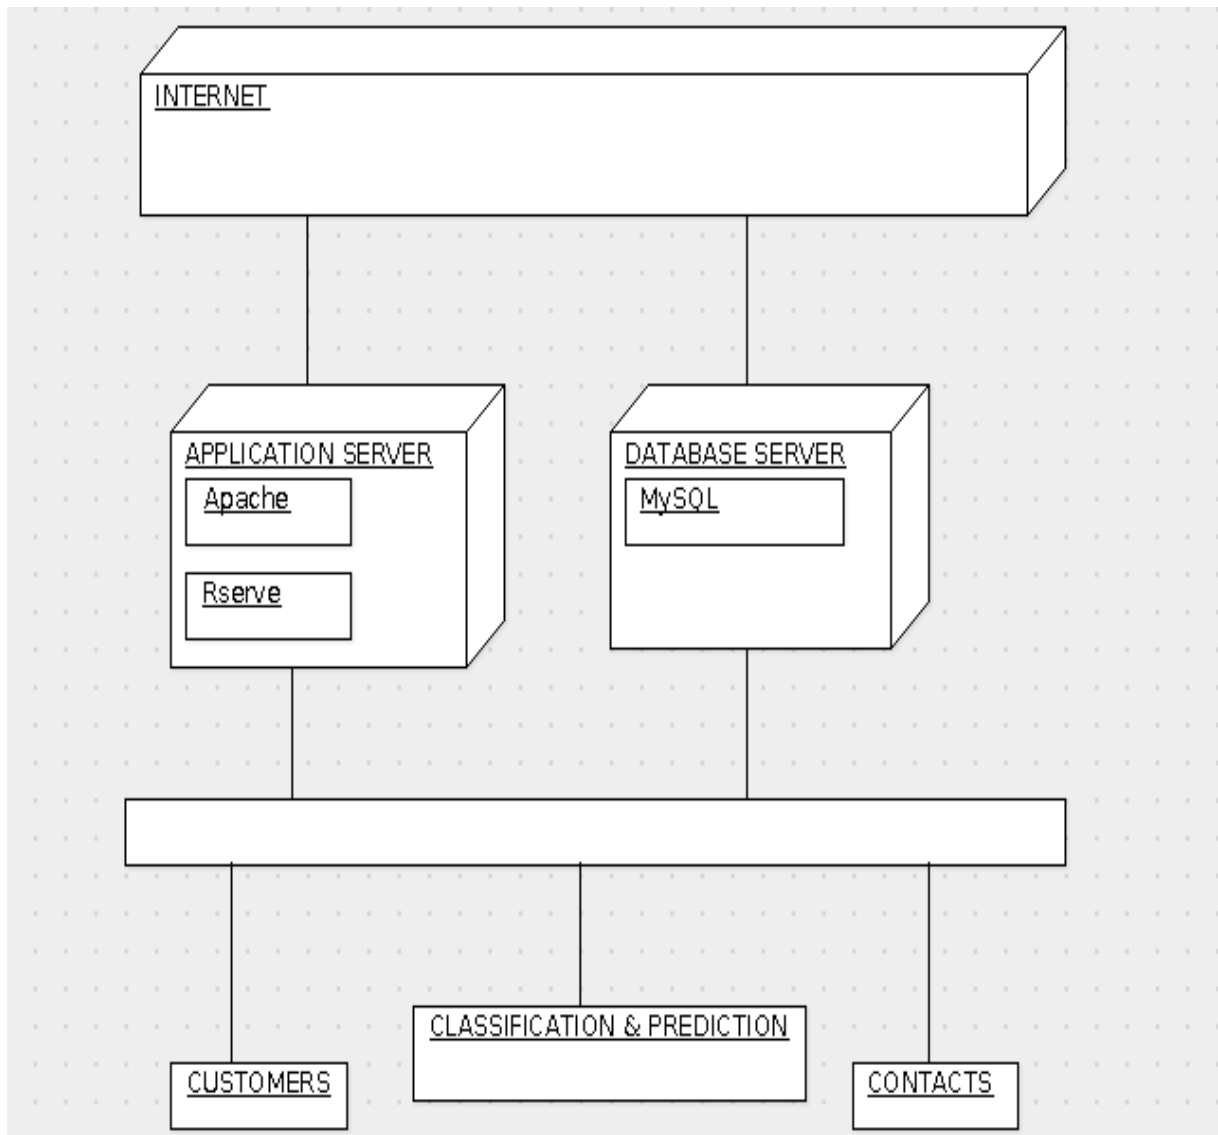 INTERNET
APPLICATION SERVER
Apache
Rserve
DATABASE SERVER
MySQL
CLASSIFICATION & PREDICTION
CUSTOMERS
CONTACTS